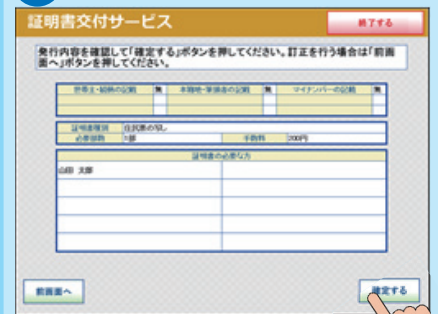 証明書交付サービス
終了する
発行内容を確認して「確定する」ボタンを押してください。訂正を行う場合は「前画
面へ」ボタンを押してください。
世帯主・続柄の記載 無 本籍地・筆頭者の記載 無 マイナンバーの記載 無
証明書種別 住民票の写し
必要部数 1部 手数料 200円
証明書の必要な方
山田 太郎
前画面へ
確定する